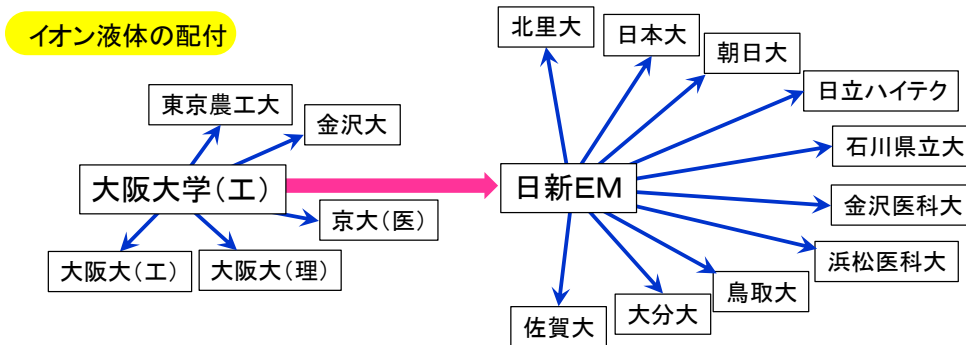 イオン液体の配付
北里大
日本大
朝日大
日立ハイテク
東京農工大
金沢大
石川県立大
大阪大学(工)
日新EM
金沢医科大
京大(医)
浜松医科大
大阪大(工)
大阪大(理)
鳥取大
大分大
佐賀大